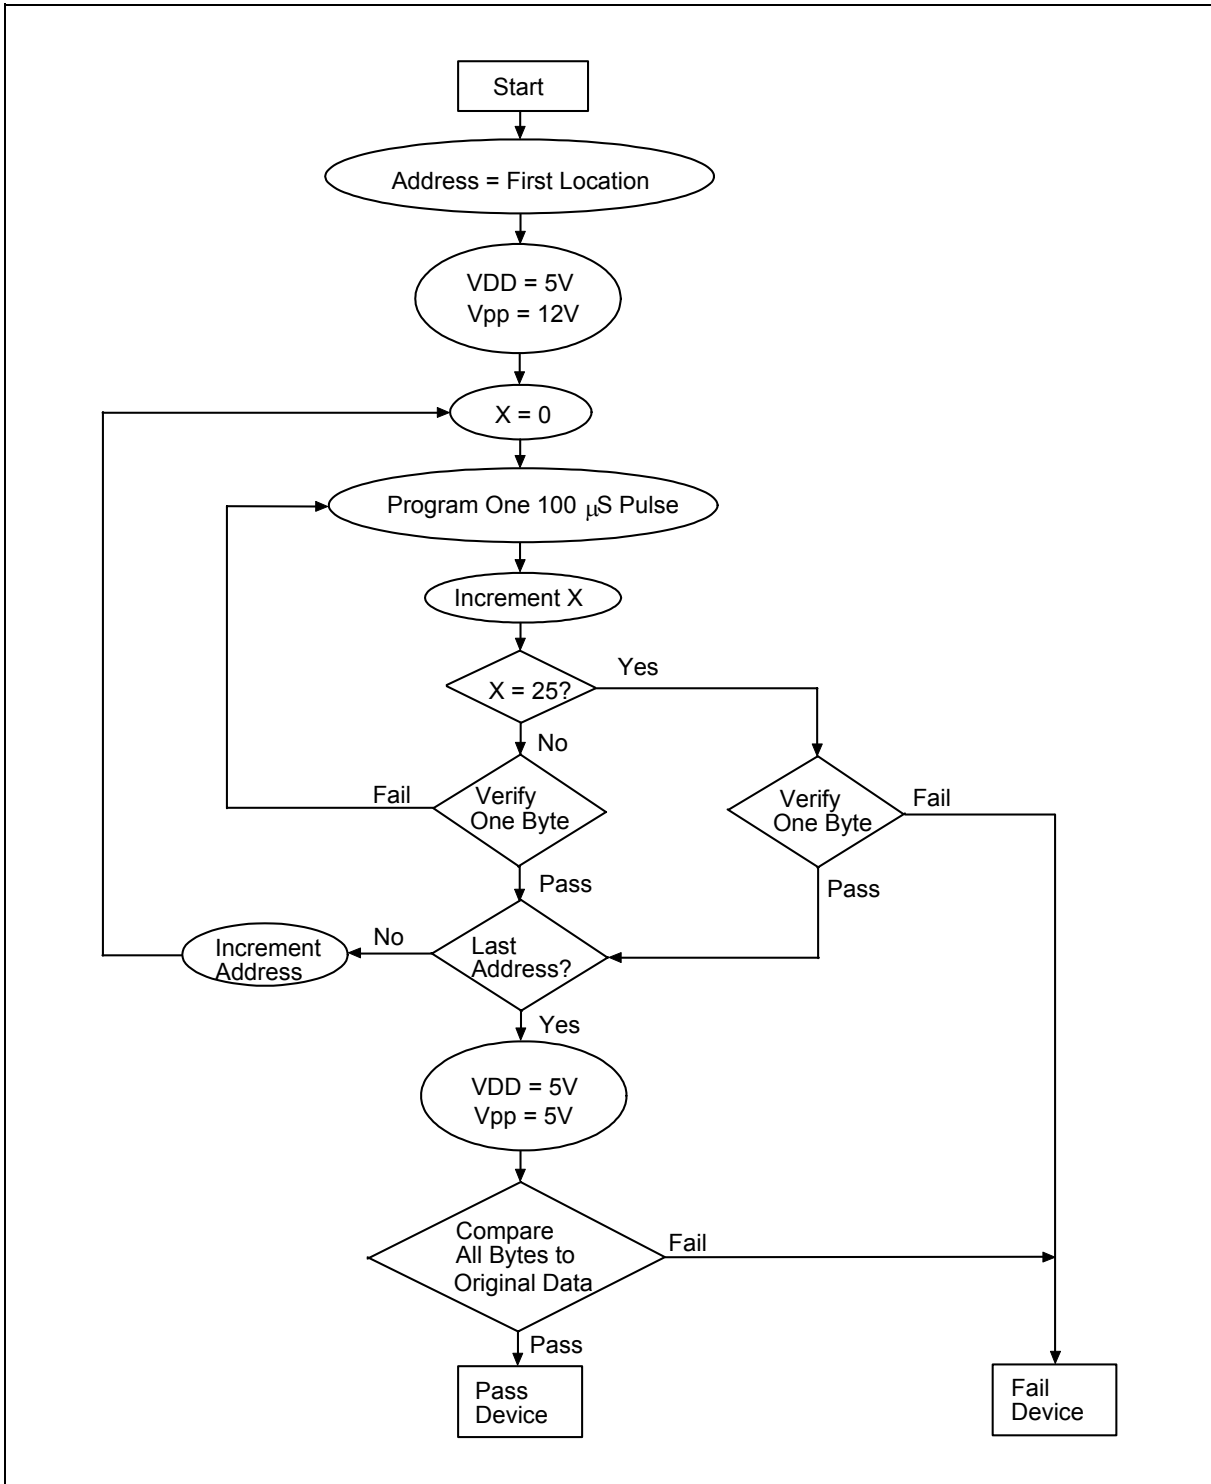 Start
Address = First Location
VDD = 5V
Vpp = 12V
X = 0
Program One 100 µS Pulse
Increment X
X = 25?
Yes
No
Fail
Verify
One Byte
Verify
One Byte
Fail
Pass
Pass
Increment
Address
No
Last
Address?
Yes
VDD = 5V
Vpp = 5V
Compare
All Bytes to
Original Data
Fail
Pass
Pass
Device
Fail
Device